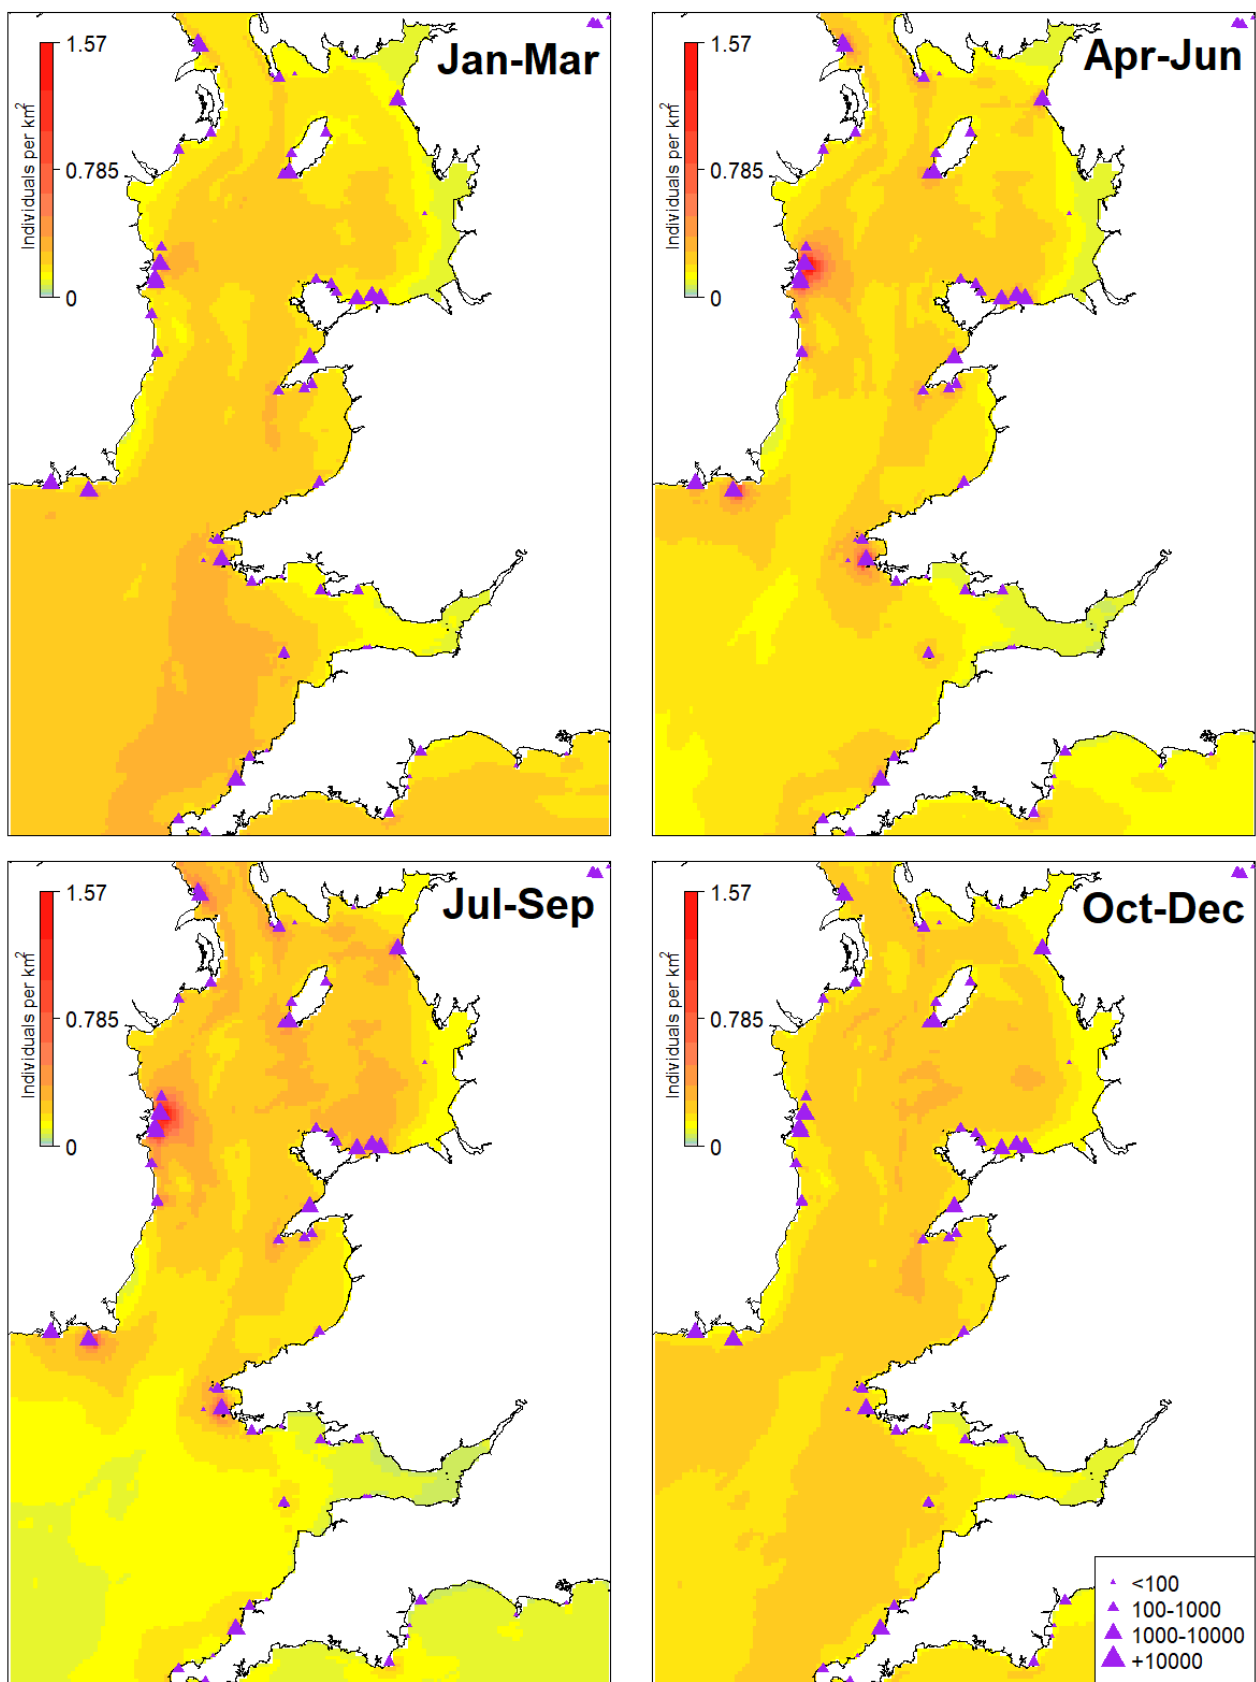 Jan-Mar
1.57
0.785
0
Individuals per km²
Apr-Jun
1.57
0.785
0
Individuals per km²
Jul-Sep
1.57
0.785
0
Individuals per km²
Oct-Dec
1.57
0.785
0
Individuals per km²
<100
100-1000
1000-10000
+10000